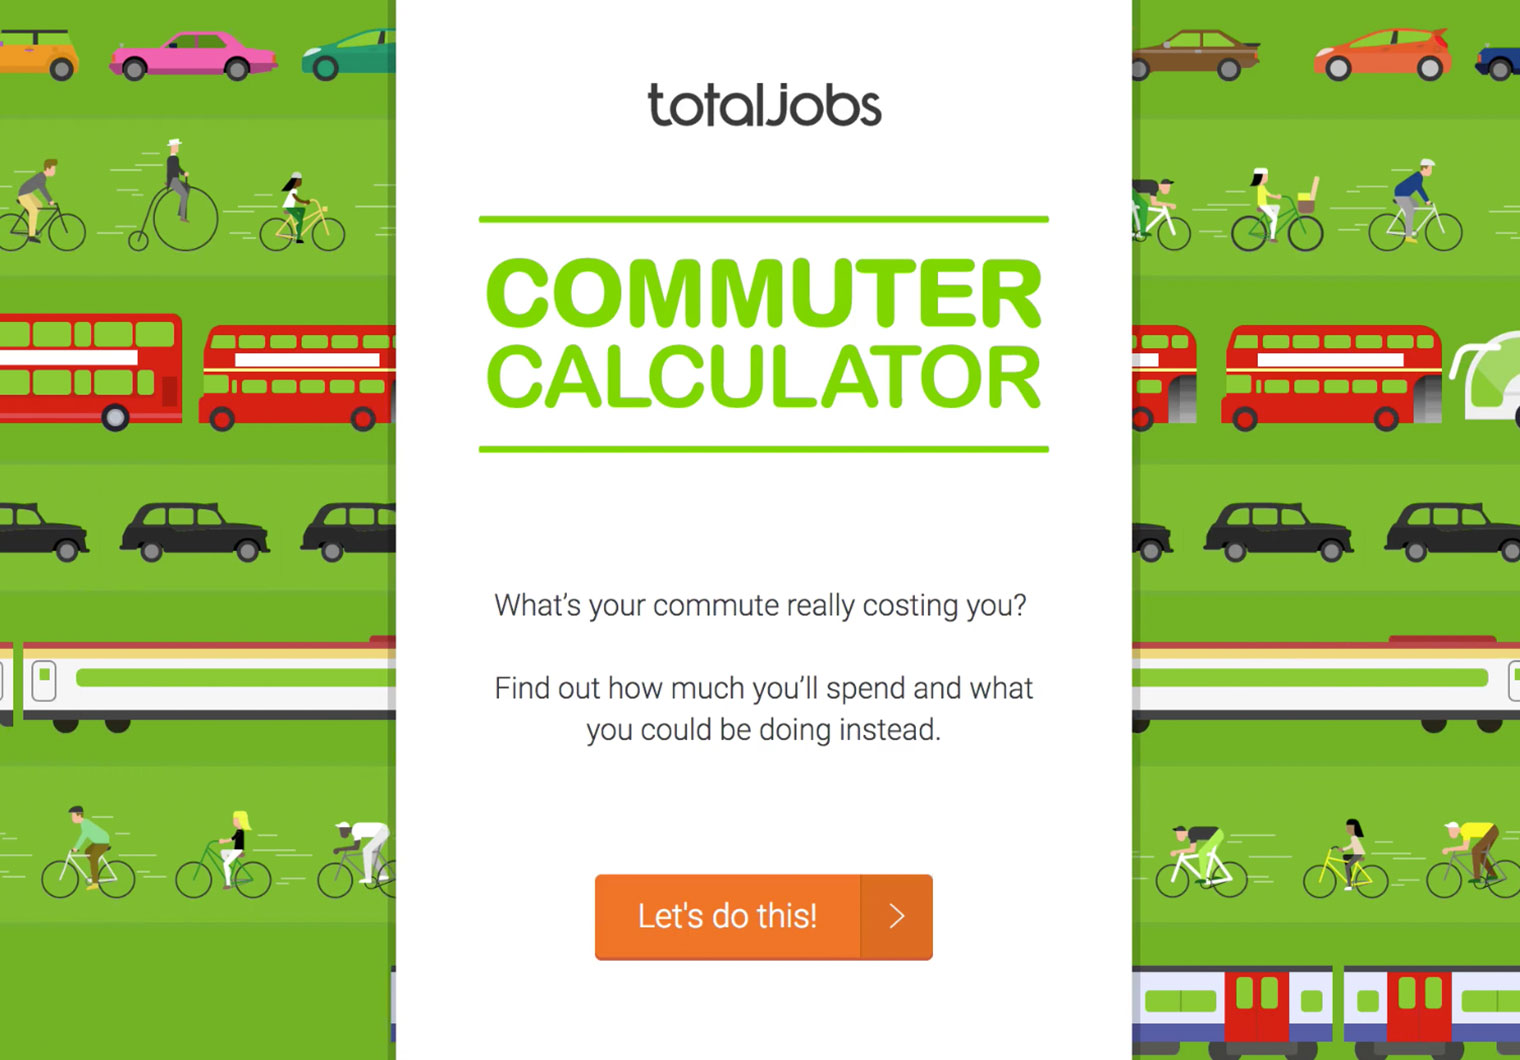 totaljobs
COMMUTER
CALCULATOR
What’s your commute really costing you?
Find out how much you’ll spend and what
you could be doing instead.
Let's do this!